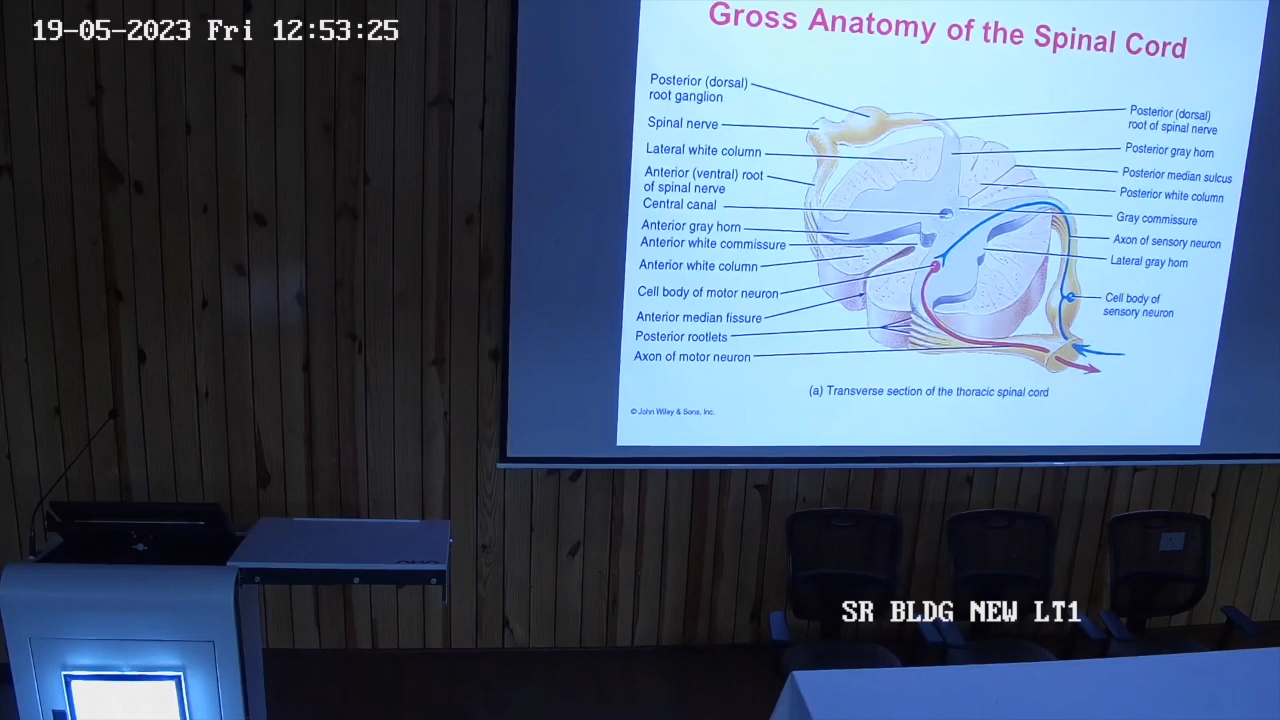 19-05-2023 Fri 12:53:25
Gross Anatomy of the Spinal Cord
Posterior (dorsal)
root ganglion
Spinal nerve
Lateral white column
Anterior (ventral) root
of spinal nerve
Central canal
Anterior gray horn
Anterior white commissure
Anterior white column
Cell body of motor neuron
Anterior median fissure
Posterior rootlets
Axon of motor neuron
Posterior (dorsal)
root of spinal nerve
Posterior gray horn
Posterior median sulcus
Posterior white column
Gray commissure
Axon of sensory neuron
Lateral gray horn
Cell body of
sensory neuron
(a) Transverse section of the thoracic spinal cord
© John Wiley & Sons, Inc.
SR BLDG NEW LT1